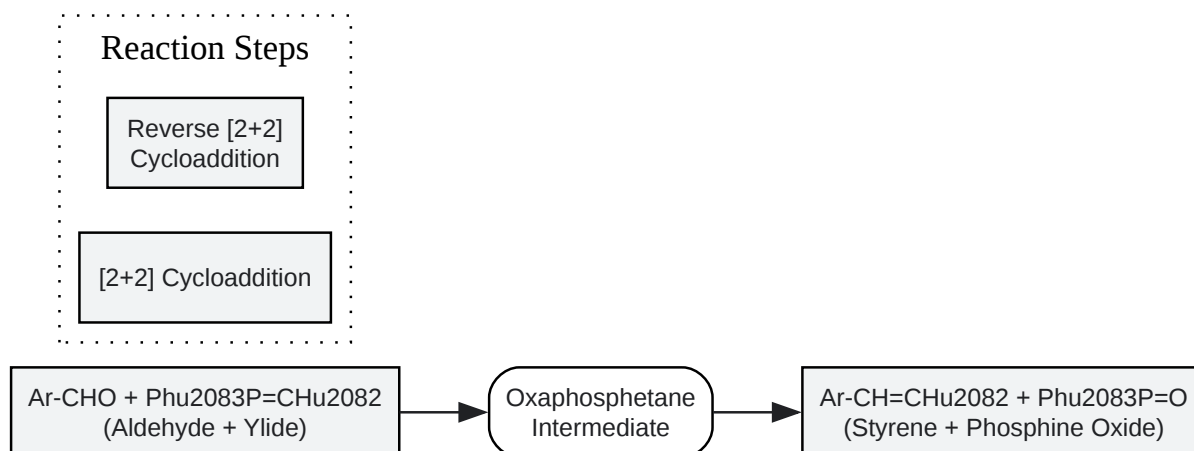 Reaction Steps
Reverse [2+2]
Cycloaddition
[2+2] Cycloaddition
Ar-CHO + Phu2083P=CHu2082
(Aldehyde + Ylide)
Oxaphosphetane
Intermediate
Ar-CH=CHu2082 + Phu2083P=O
(Styrene + Phosphine Oxide)